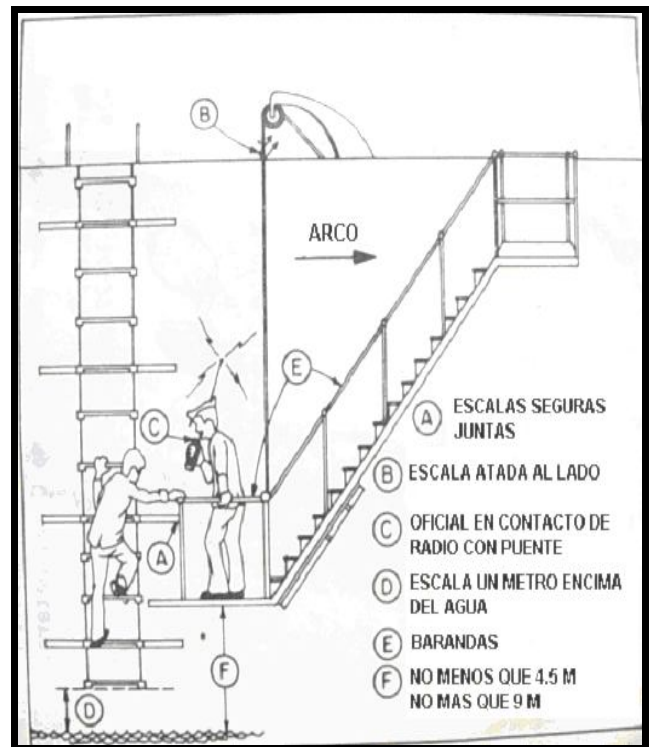 B
ARCO
E
C
A
F
D
A ESCALAS SEGURAS
JUNTAS
B ESCALA ATADA AL LADO
C OFICIAL EN CONTACTO DE
RADIO CON PUENTE
D ESCALA UN METRO ENCIMA
DEL AGUA
E BARANDAS
F NO MENOS QUE 4.5 M
NO MAS QUE 9 M